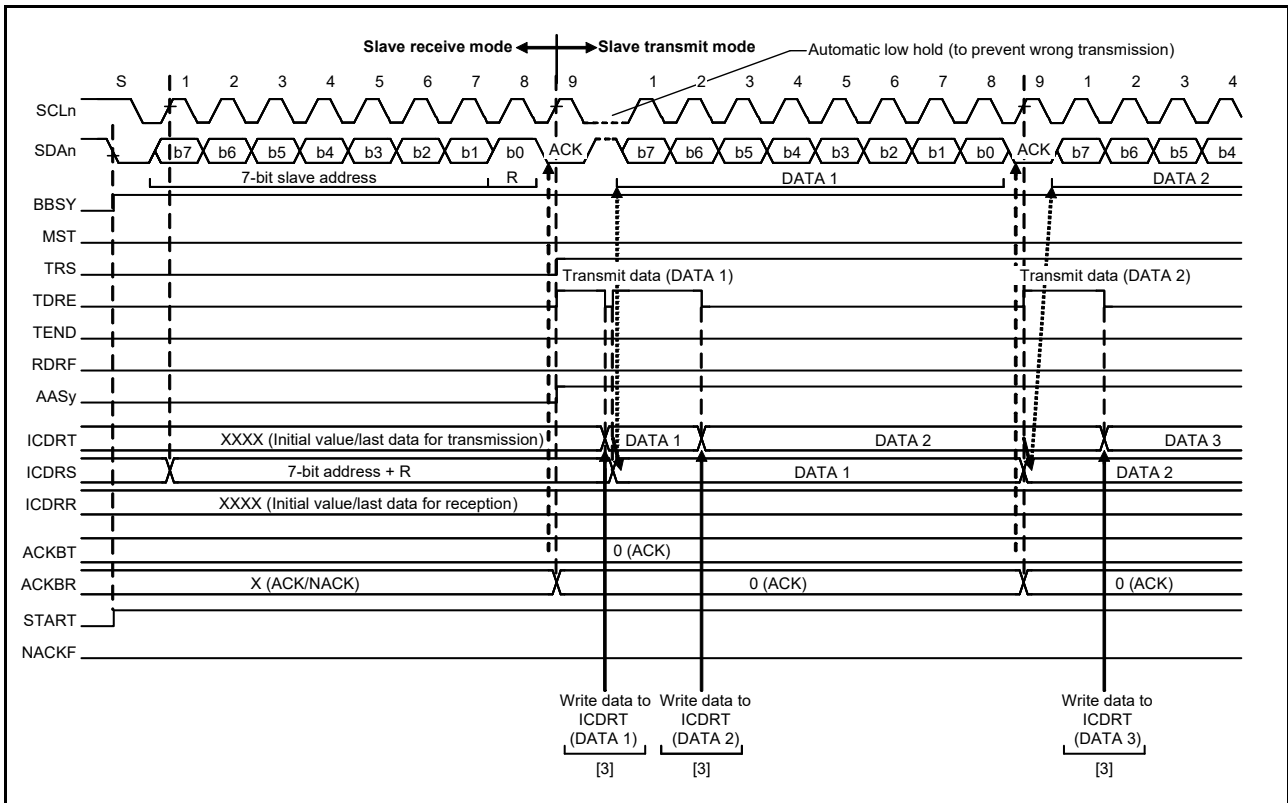 Slave receive mode Slave transmit mode
Automatic low hold (to prevent wrong transmission)
S 1 2 3 4 5 6 7 8 9 1 2 3 4 5 6 7 8 9 1 2 3 4
SCLn
SDAn b7 b6 b5 b4 b3 b2 b1 b0 ACK b7 b6 b5 b4 b3 b2 b1 b0 ACK b7 b6 b5 b4
7-bit slave address R DATA 1 DATA 2
BBSY
MST
TRS
Transmit data (DATA 1) Transmit data (DATA 2)
TDRE
TEND
RDRF
AASy
ICDRT XXXX (Initial value/last data for transmission) DATA 1 DATA 2 DATA 3
ICDRS 7-bit address + R DATA 1 DATA 2
ICDRR XXXX (Initial value/last data for reception)
ACKBT 0 (ACK)
ACKBR X (ACK/NACK) 0 (ACK) 0 (ACK)
START
NACKF
Write data to Write data to Write data to
ICDRT ICDRT ICDRT
(DATA 1) (DATA 2) (DATA 3)
[3] [3] [3]